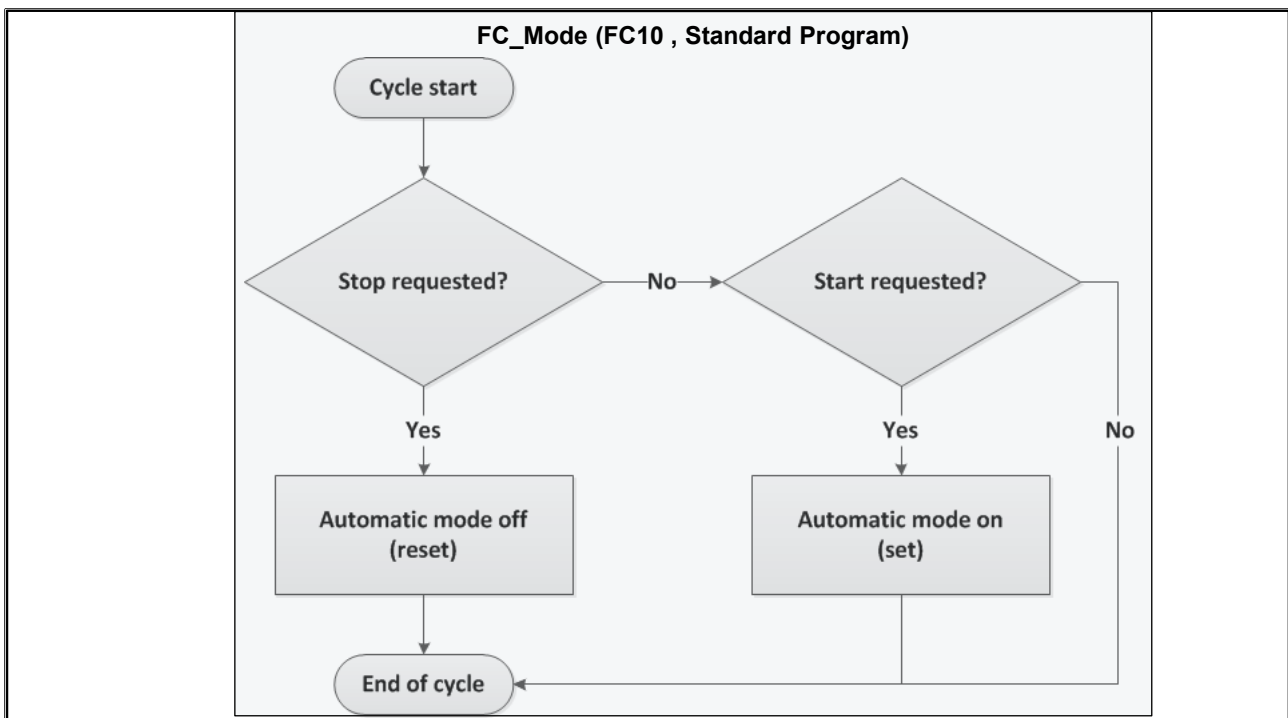 FC_Mode (FC10 , Standard Program)
Cycle start
Stop requested?
No
Start requested?
Yes
Yes
No
Automatic mode off
(reset)
Automatic mode on
(set)
End of cycle